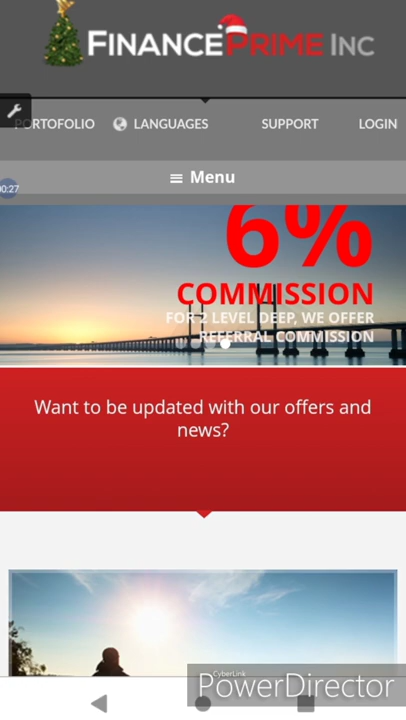 FINANCEPRIME INC
PORTOFOLIO LANGUAGES SUPPORT LOGIN
Menu
00:27
6%
COMMISSION
FOR 2 LEVEL DEEP, WE OFFER
REFERRAL COMMISSION
Want to be updated with our offers and
news?
CyberLink
PowerDirector